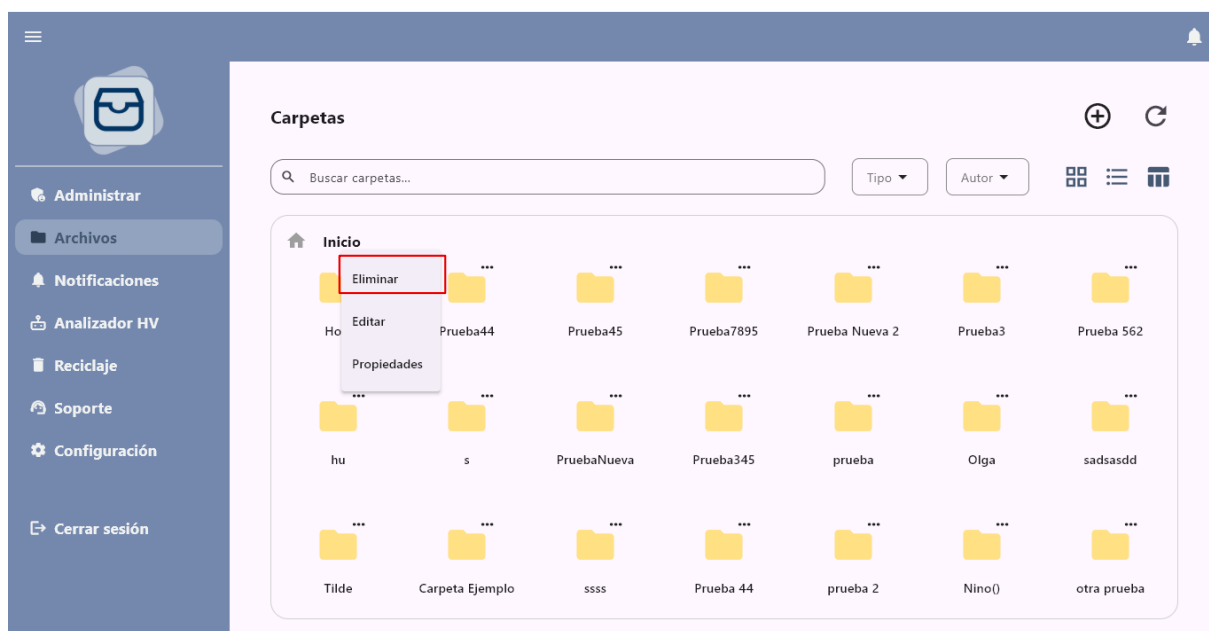 Carpetas
Buscar carpetas...
Tipo
Autor
Administrar
Archivos
Notificaciones
Analizador HV
Reciclaje
Soporte
Configuración
Cerrar sesión
Inicio
Eliminar
Editar
Propiedades
Ho
Prueba44
Prueba45
Prueba7895
Prueba Nueva 2
Prueba3
Prueba 562
hu
s
PruebaNueva
Prueba345
prueba
Olga
sadsasdd
Tilde
Carpeta Ejemplo
ssss
Prueba 44
prueba 2
Nino()
otra prueba